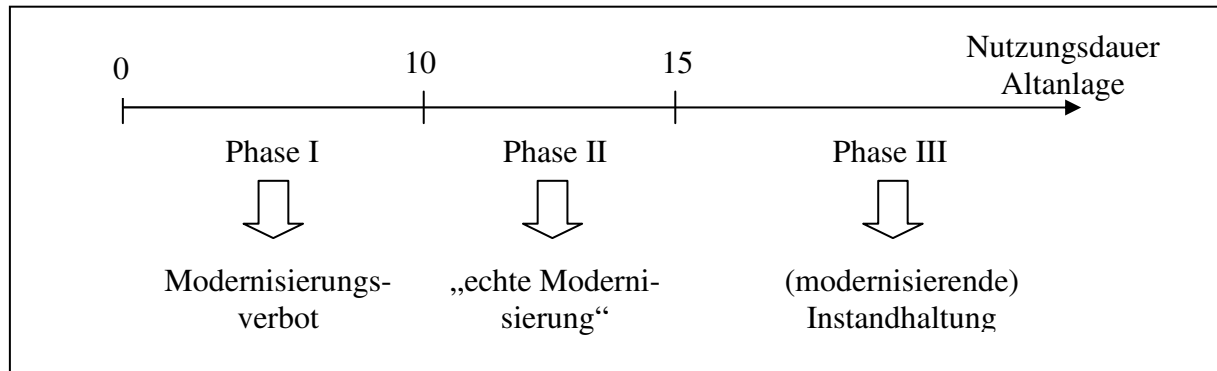 0
10
15
Nutzungsdauer
Altanlage
Phase I
Phase II
Phase III
Modernisierungs-
verbot
„echte Moderni-
sierung“
(modernisierende)
Instandhaltung